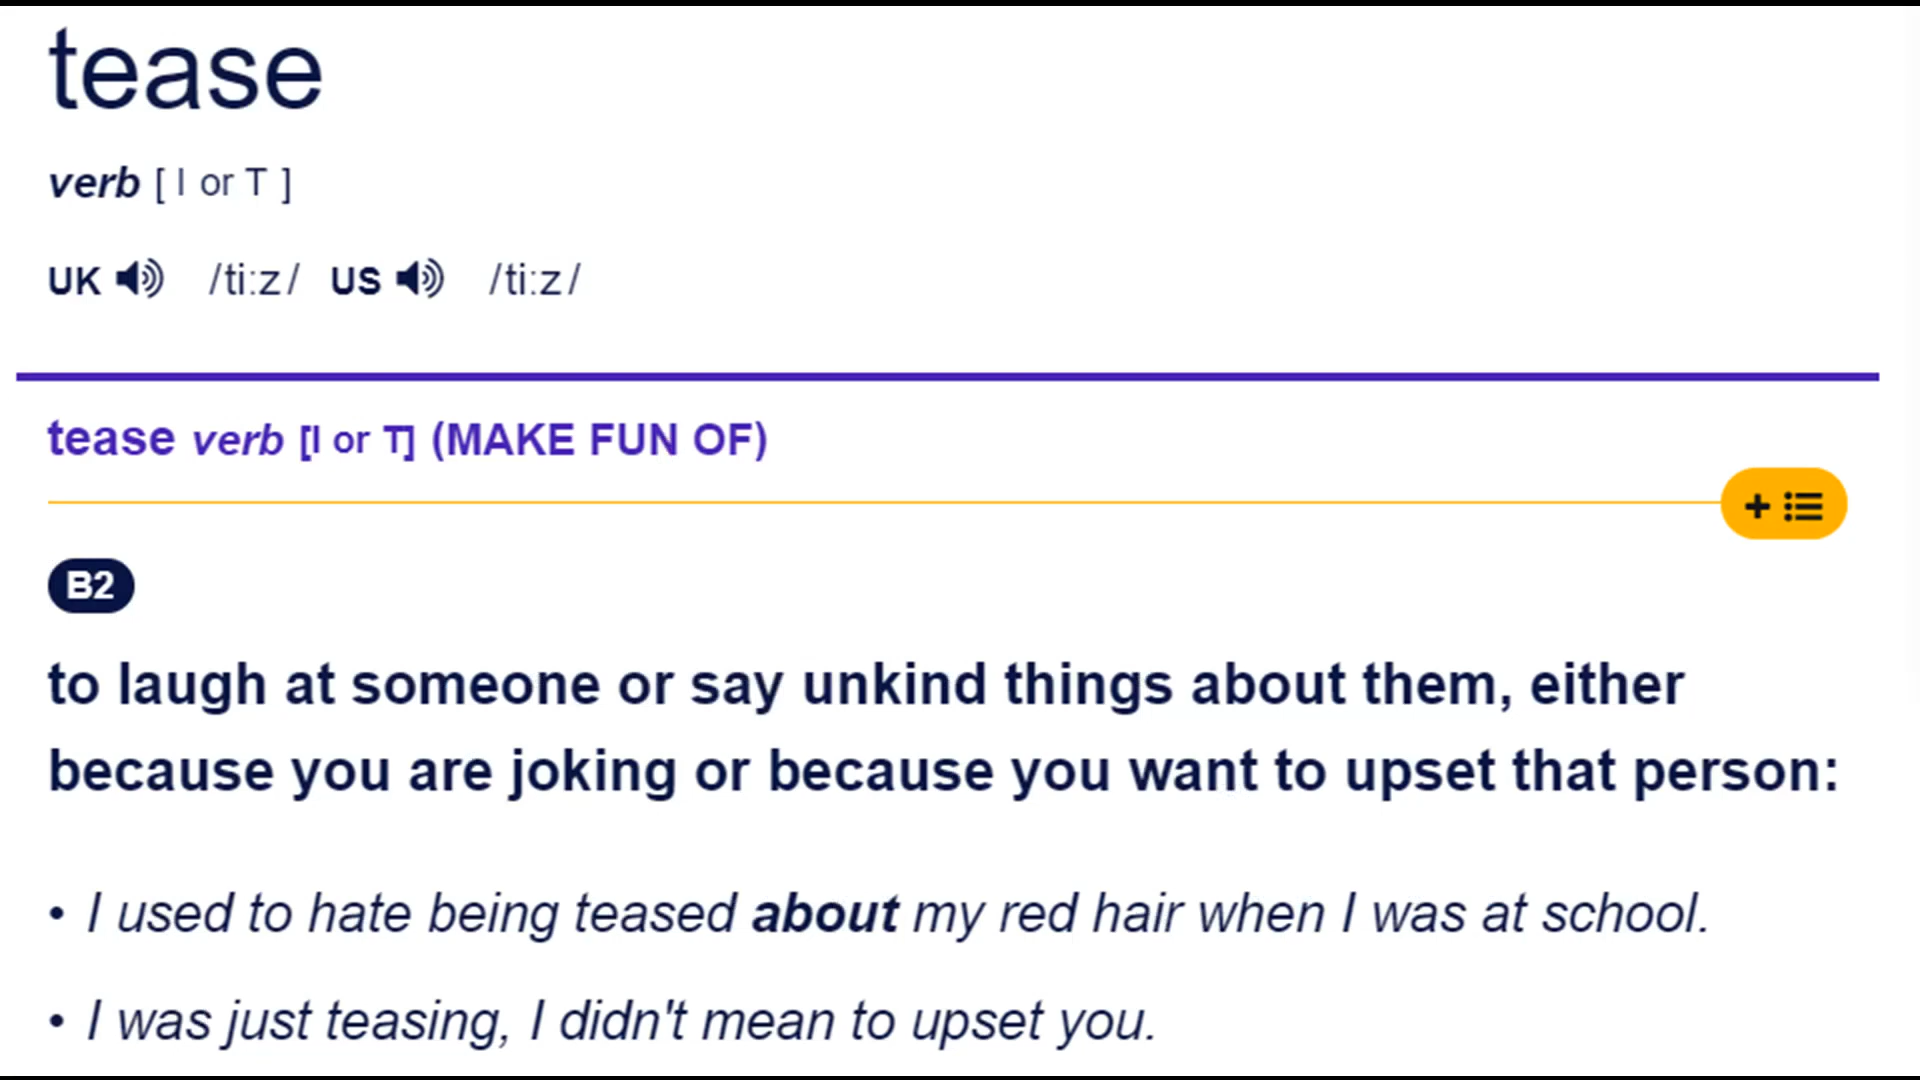 tease
verb [ I or T ]
UK /tiːz/ US /tiːz/
tease verb [I or T] (MAKE FUN OF)
B2
to laugh at someone or say unkind things about them, either
because you are joking or because you want to upset that person:
• I used to hate being teased about my red hair when I was at school.
• I was just teasing, I didn't mean to upset you.